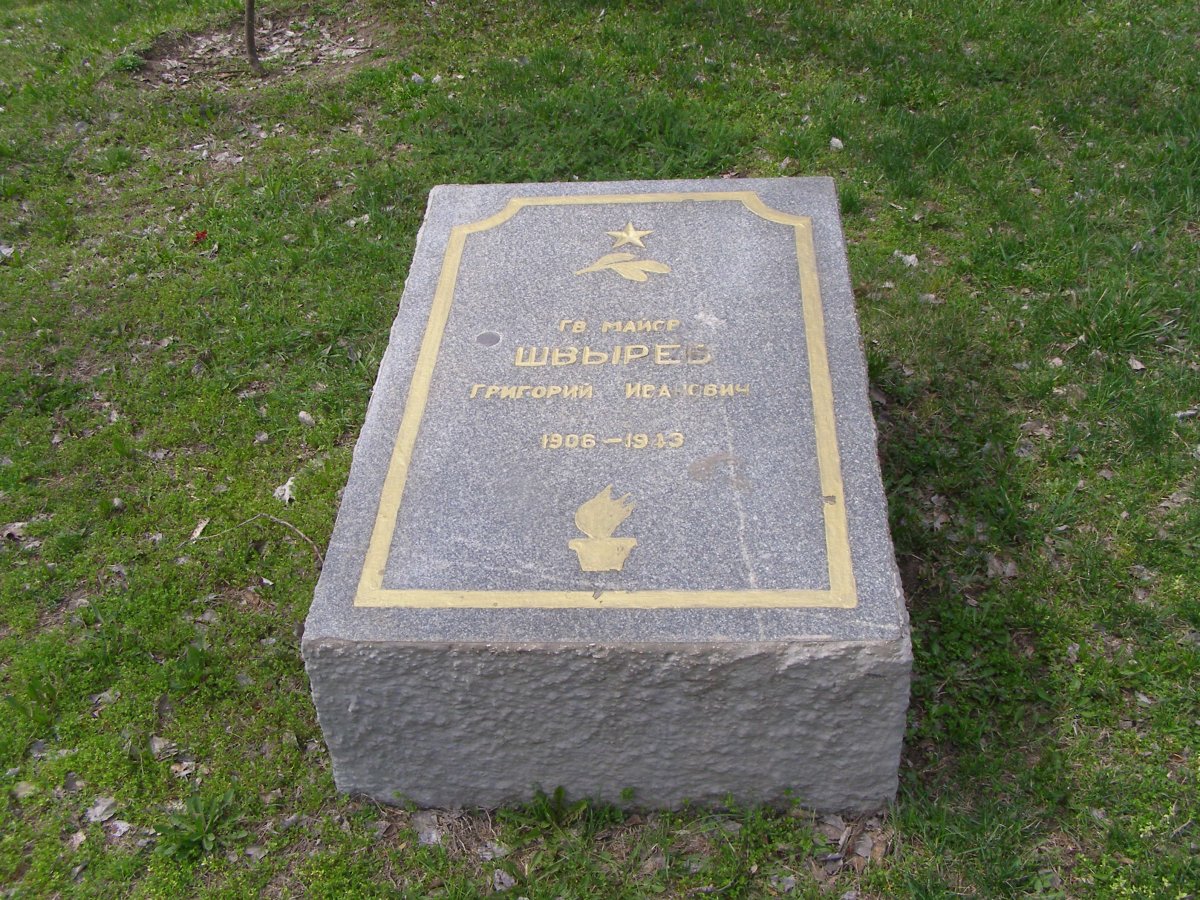 Гв. майор
Швырев
Григорий Иванович
1906—1943